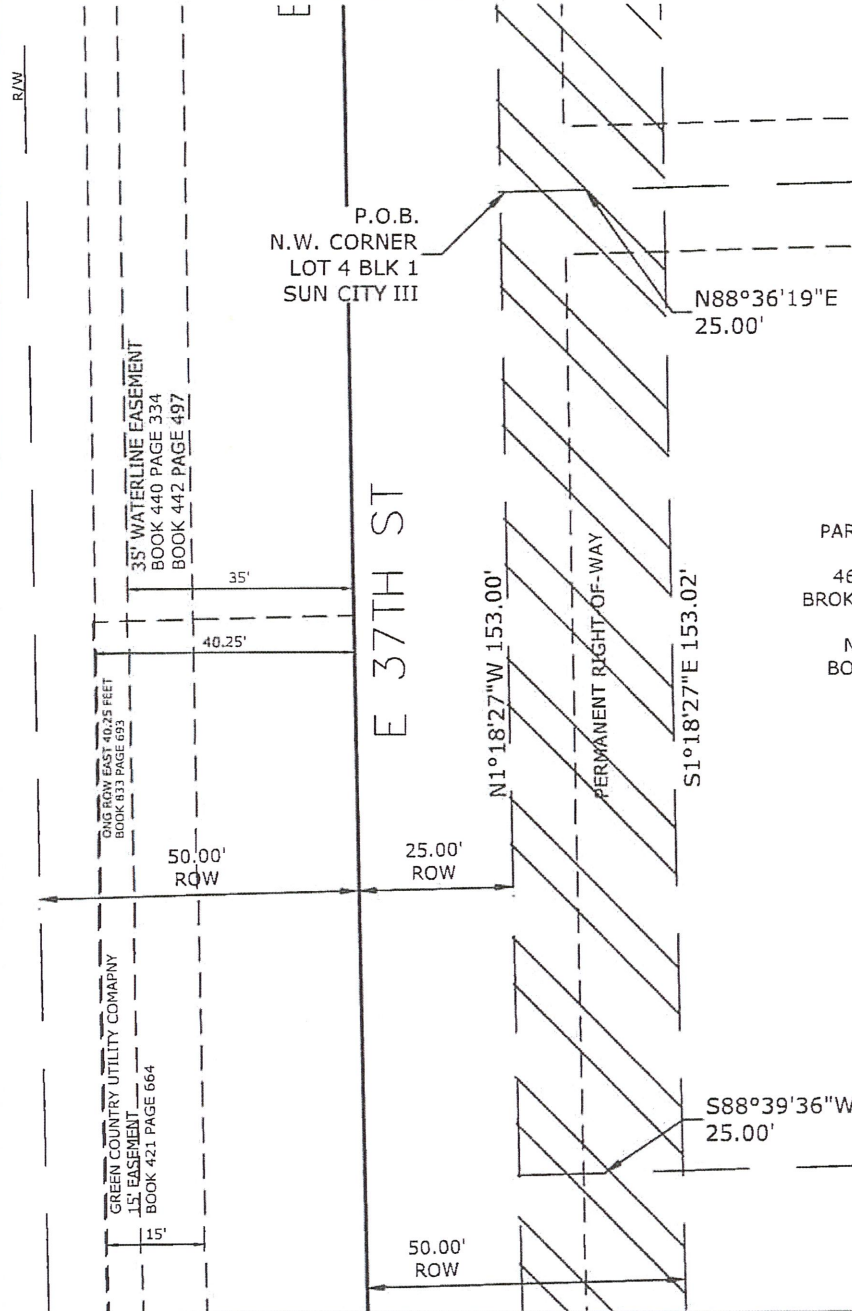 R/W
E
P.O.B.
N.W. CORNER
LOT 4 BLK 1
SUN CITY III
N88°36'19"E
25.00'
35' WATERLINE EASEMENT
BOOK 440 PAGE 334
BOOK 442 PAGE 497
35'
40.25'
E 37TH ST
N1°18'27"W 153.00'
PERMANENT RIGHT-OF-WAY
S1°18'27"E 153.02'
PAR
46
BROK
N
BO
ONG ROW EAST 40.25 FEET
BOOK 833 PAGE 693
50.00'
ROW
25.00'
ROW
GREEN COUNTRY UTILITY COMAPNY
15' EASEMENT
BOOK 421 PAGE 664
15'
S88°39'36"W
25.00'
50.00'
ROW